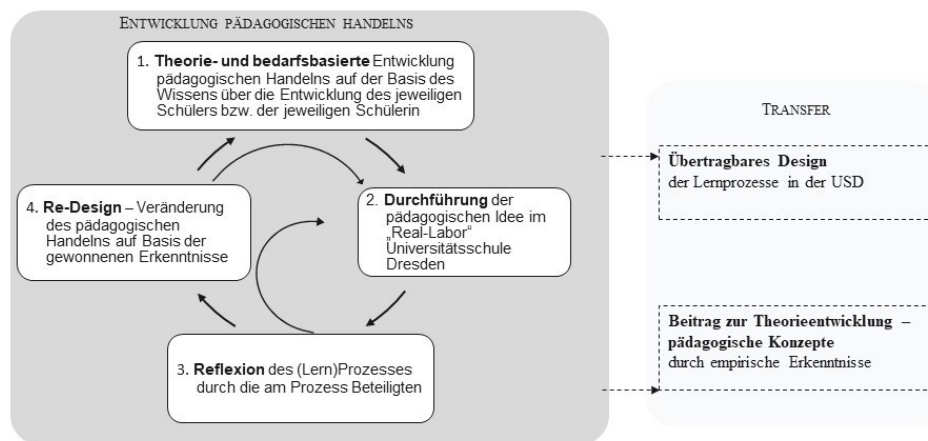 ENTWICKLUNG PÄDAGOGISCHEN HANDELNS
1. Theorie- und bedarfsbasierte Entwicklung
pädagogischen Handelns auf der Basis des
Wissens über die Entwicklung des jeweiligen
Schülers bzw. der jeweiligen Schülerin
2. Durchführung der
pädagogischen Idee im
„Real-Labor“
Universitätsschule
Dresden
3. Reflexion des (Lern)Prozesses
durch die am Prozess Beteiligten
4. Re-Design – Veränderung
des pädagogischen
Handelns auf Basis der
gewonnenen Erkenntnisse
TRANSFER
Übertragbares Design
der Lernprozesse in der USD
Beitrag zur Theorieentwicklung –
pädagogische Konzepte
durch empirische Erkenntnisse